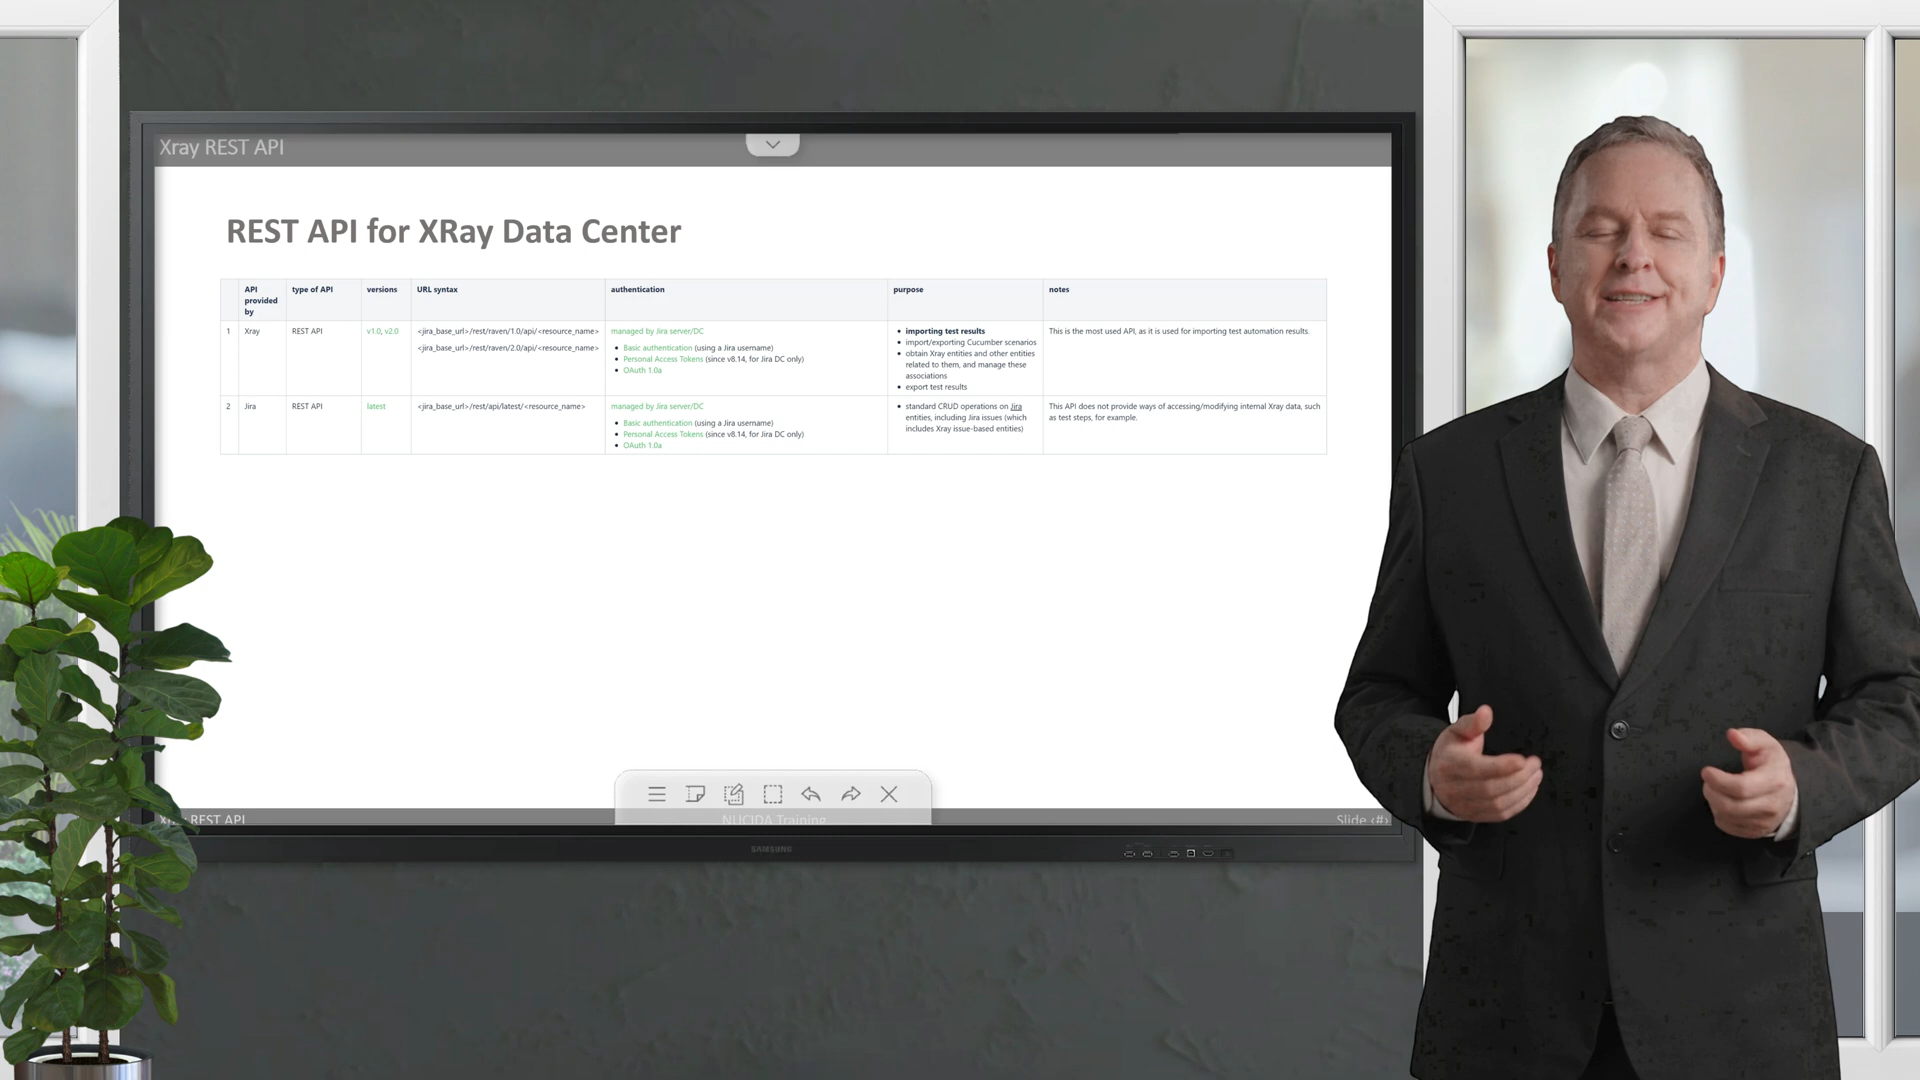 Xray REST API
REST API for XRay Data Center
API provided by
type of API
versions
URL syntax
authentication
purpose
notes
1
Xray
REST API
v1.0, v2.0
<jira_base_url>/rest/raven/1.0/api/<resource_name>
<jira_base_url>/rest/raven/2.0/api/<resource_name>
managed by Jira server/DC
• Basic authentication (using a Jira username)
• Personal Access Tokens (since v8.14, for Jira DC only)
• OAuth 1.0a
• importing test results
• import/exporting Cucumber scenarios
• obtain Xray entities and other entities
related to them, and manage these
associations
• export test results
This is the most used API, as it is used for importing test automation results.
2
Jira
REST API
latest
<jira_base_url>/rest/api/latest/<resource_name>
managed by Jira server/DC
• Basic authentication (using a Jira username)
• Personal Access Tokens (since v8.14, for Jira DC only)
• OAuth 1.0a
• standard CRUD operations on Jira
entities, including Jira issues (which
includes Xray issue-based entities)
This API does not provide ways of accessing/modifying internal Xray data, such
as test steps, for example.
Xray REST API
NUCIDA Training
Slide ‹#›
SAMSUNG